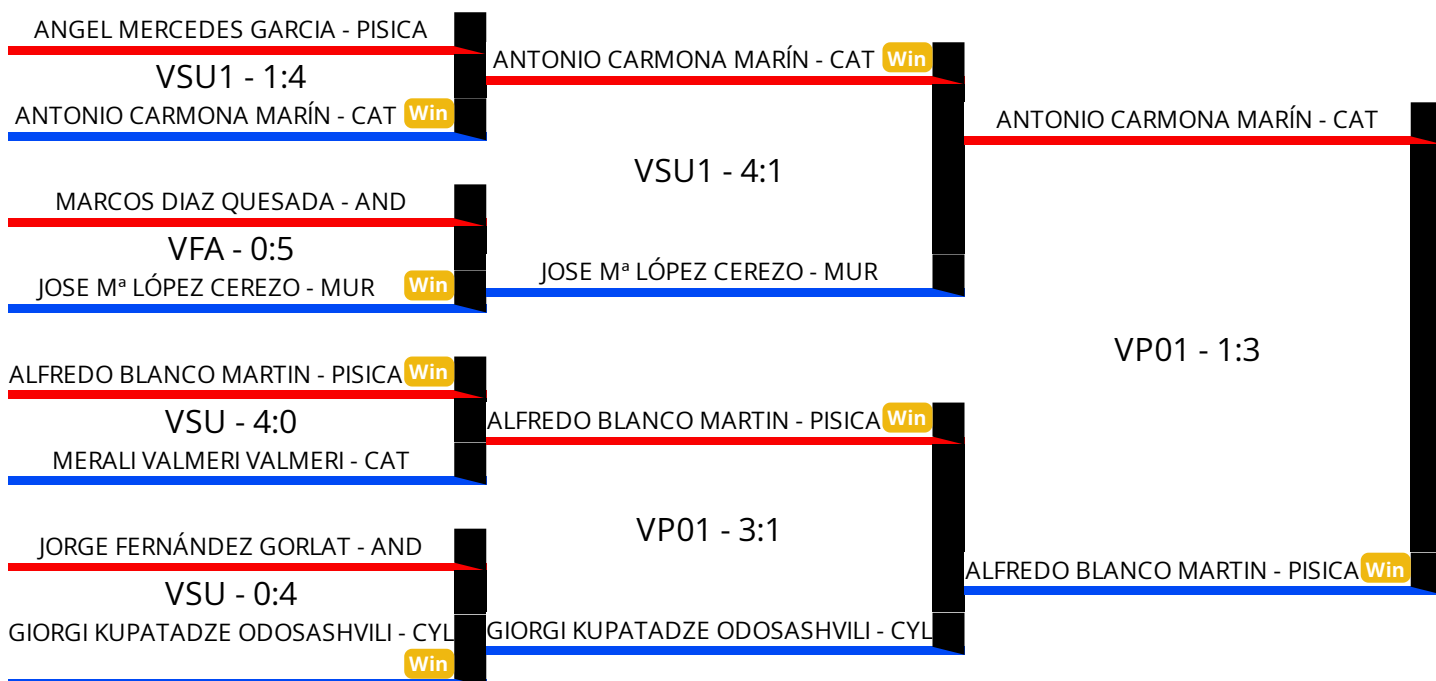 ANGEL MERCEDES GARCIA - PISICA
VSU1 - 1:4
ANTONIO CARMONA MARÍN - CAT Win
MARCOS DIAZ QUESADA - AND
VFA - 0:5
JOSE Mª LÓPEZ CEREZO - MUR Win
ALFREDO BLANCO MARTIN - PISICA Win
VSU - 4:0
MERALI VALMERI VALMERI - CAT
JORGE FERNÁNDEZ GORLAT - AND
VSU - 0:4
GIORGI KUPATADZE ODOSASHVILI - CYL
Win
ANTONIO CARMONA MARÍN - CAT Win
VSU1 - 4:1
JOSE Mª LÓPEZ CEREZO - MUR
ALFREDO BLANCO MARTIN - PISICA Win
VP01 - 3:1
GIORGI KUPATADZE ODOSASHVILI - CYL
ANTONIO CARMONA MARÍN - CAT
VP01 - 1:3
ALFREDO BLANCO MARTIN - PISICA Win